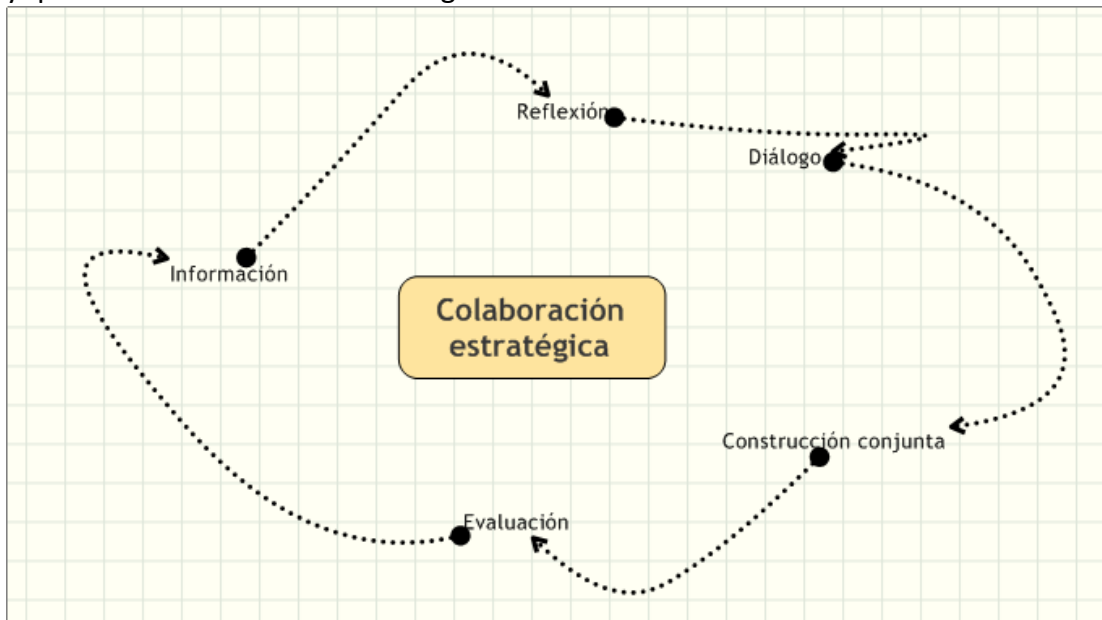 Reflexión
Diálogo
Información
Colaboración
estratégica
Construcción conjunta
Evaluación